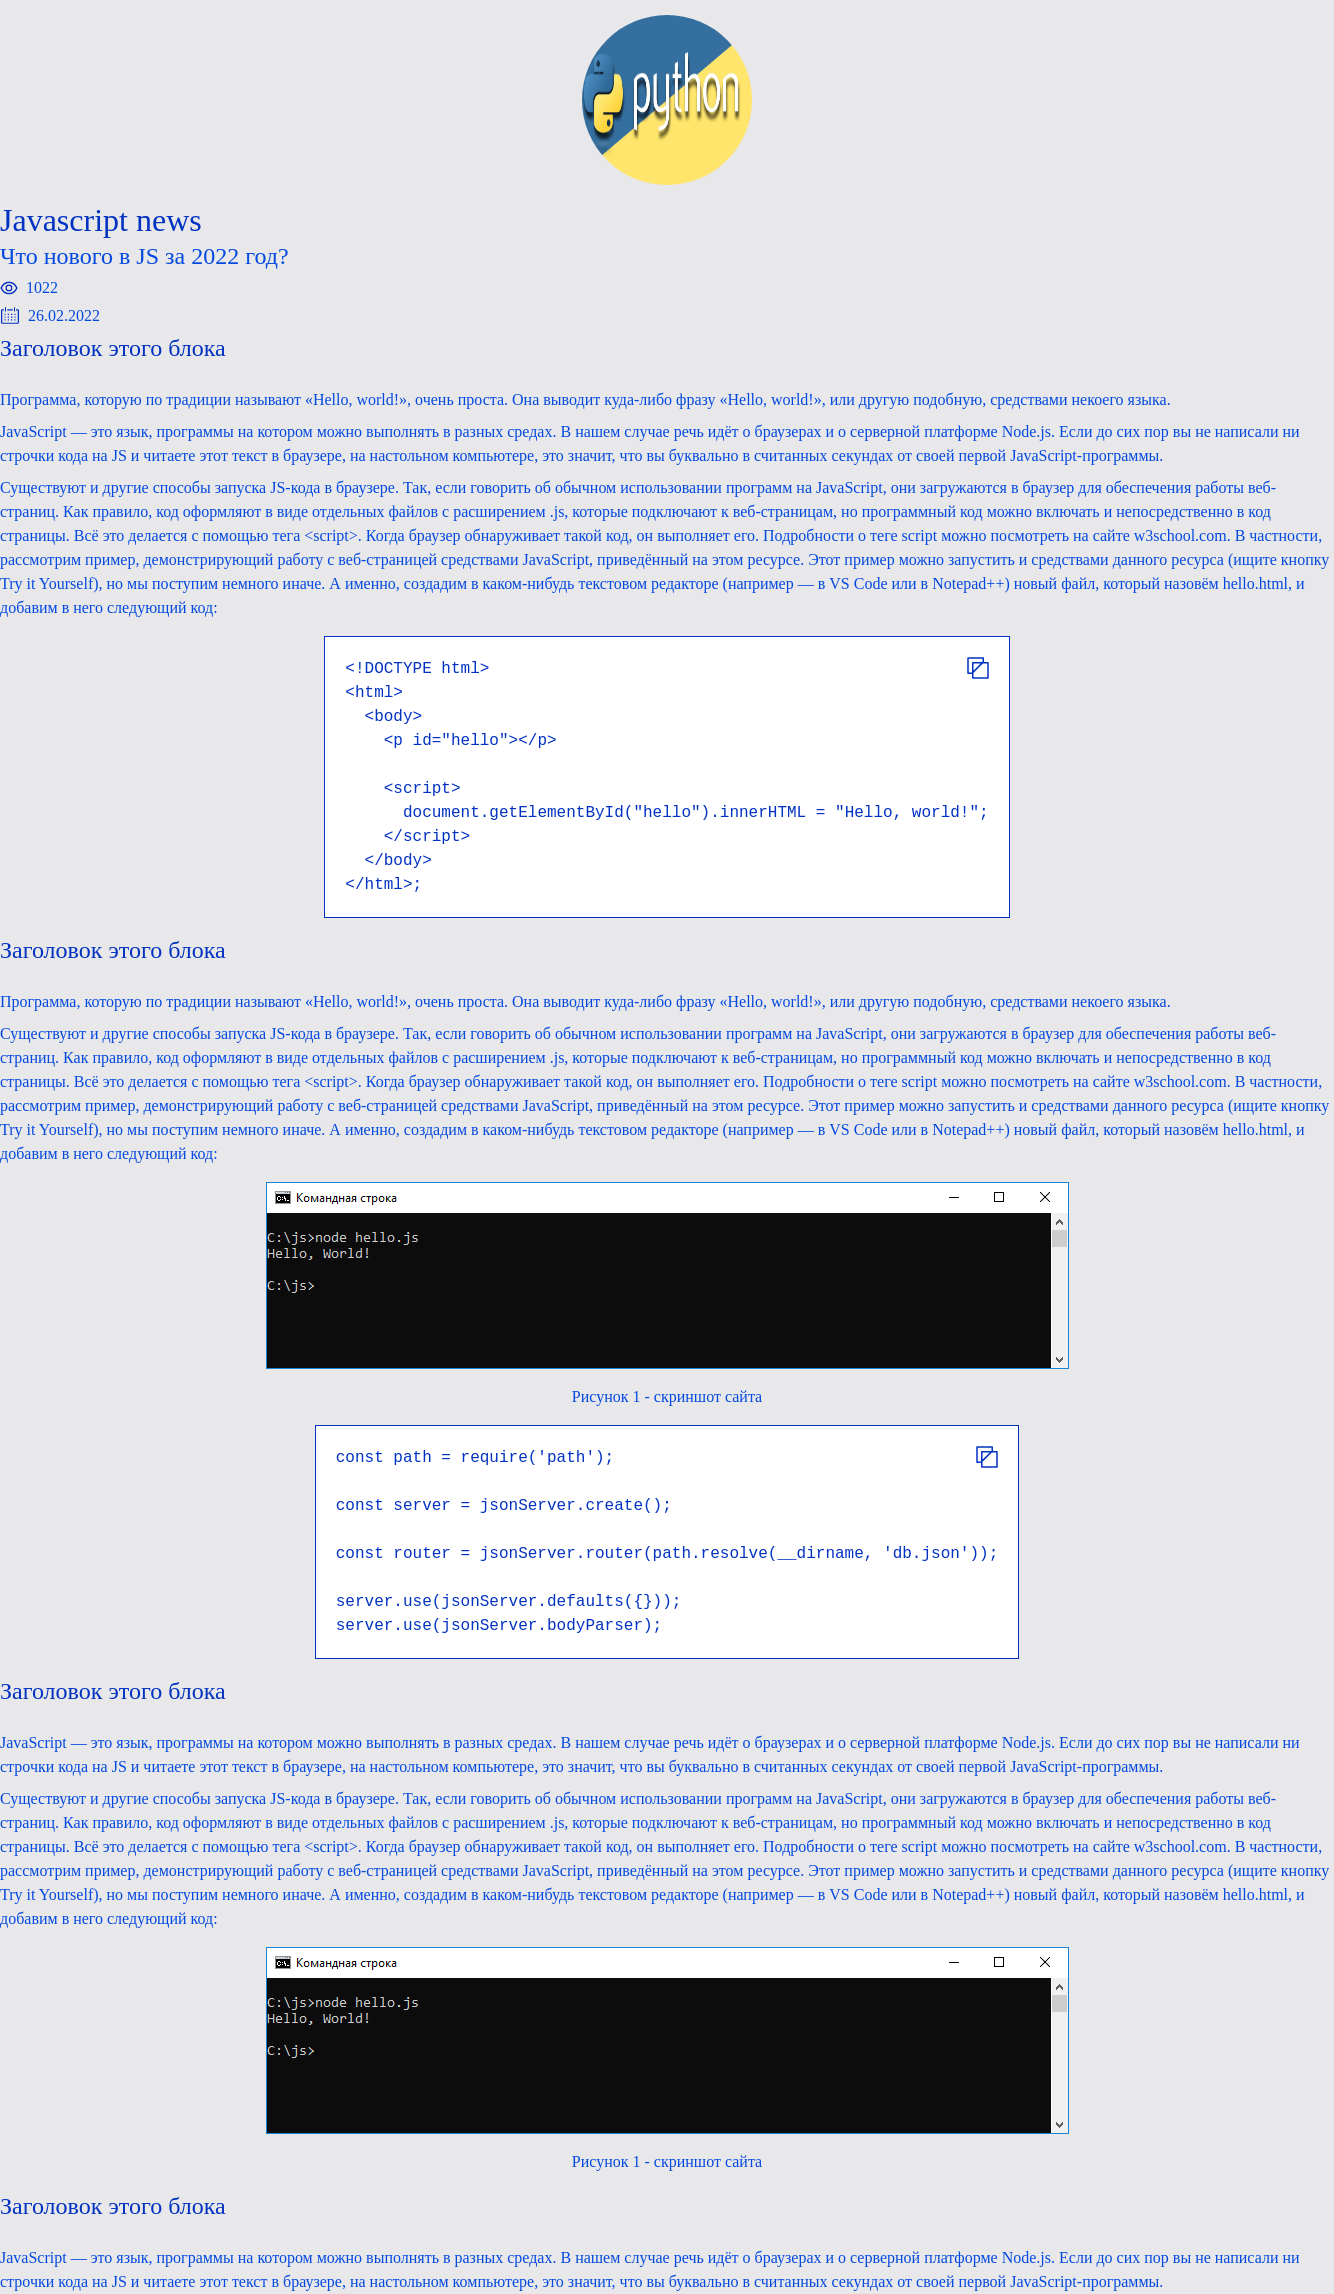 python
Javascript news
Что нового в JS за 2022 год?
1022
26.02.2022
Заголовок этого блока
Программа, которую по традиции называют «Hello, world!», очень проста. Она выводит куда-либо фразу «Hello, world!», или другую подобную, средствами некоего языка.
JavaScript — это язык, программы на котором можно выполнять в разных средах. В нашем случае речь идёт о браузерах и о серверной платформе Node.js. Если до сих пор вы не написали ни
строчки кода на JS и читаете этот текст в браузере, на настольном компьютере, это значит, что вы буквально в считанных секундах от своей первой JavaScript-программы.
Существуют и другие способы запуска JS-кода в браузере. Так, если говорить об обычном использовании программ на JavaScript, они загружаются в браузер для обеспечения работы веб-
страниц. Как правило, код оформляют в виде отдельных файлов с расширением .js, которые подключают к веб-страницам, но программный код можно включать и непосредственно в код
страницы. Всё это делается с помощью тега <script>. Когда браузер обнаруживает такой код, он выполняет его. Подробности о теге script можно посмотреть на сайте w3school.com. В частности,
рассмотрим пример, демонстрирующий работу с веб-страницей средствами JavaScript, приведённый на этом ресурсе. Этот пример можно запустить и средствами данного ресурса (ищите кнопку
Try it Yourself), но мы поступим немного иначе. А именно, создадим в каком-нибудь текстовом редакторе (например — в VS Code или в Notepad++) новый файл, который назовём hello.html, и
добавим в него следующий код:
<!DOCTYPE html>
<html>
  <body>
    <p id="hello"></p>
    <script>
      document.getElementById("hello").innerHTML = "Hello, world!";
    </script>
  </body>
</html>;
Заголовок этого блока
Программа, которую по традиции называют «Hello, world!», очень проста. Она выводит куда-либо фразу «Hello, world!», или другую подобную, средствами некоего языка.
Существуют и другие способы запуска JS-кода в браузере. Так, если говорить об обычном использовании программ на JavaScript, они загружаются в браузер для обеспечения работы веб-
страниц. Как правило, код оформляют в виде отдельных файлов с расширением .js, которые подключают к веб-страницам, но программный код можно включать и непосредственно в код
страницы. Всё это делается с помощью тега <script>. Когда браузер обнаруживает такой код, он выполняет его. Подробности о теге script можно посмотреть на сайте w3school.com. В частности,
рассмотрим пример, демонстрирующий работу с веб-страницей средствами JavaScript, приведённый на этом ресурсе. Этот пример можно запустить и средствами данного ресурса (ищите кнопку
Try it Yourself), но мы поступим немного иначе. А именно, создадим в каком-нибудь текстовом редакторе (например — в VS Code или в Notepad++) новый файл, который назовём hello.html, и
добавим в него следующий код:
Командная строка
C:\js>node hello.js
Hello, World!
C:\js>
Рисунок 1 - скриншот сайта
const path = require('path');
const server = jsonServer.create();
const router = jsonServer.router(path.resolve(__dirname, 'db.json'));
server.use(jsonServer.defaults({}));
server.use(jsonServer.bodyParser);
Заголовок этого блока
JavaScript — это язык, программы на котором можно выполнять в разных средах. В нашем случае речь идёт о браузерах и о серверной платформе Node.js. Если до сих пор вы не написали ни
строчки кода на JS и читаете этот текст в браузере, на настольном компьютере, это значит, что вы буквально в считанных секундах от своей первой JavaScript-программы.
Существуют и другие способы запуска JS-кода в браузере. Так, если говорить об обычном использовании программ на JavaScript, они загружаются в браузер для обеспечения работы веб-
страниц. Как правило, код оформляют в виде отдельных файлов с расширением .js, которые подключают к веб-страницам, но программный код можно включать и непосредственно в код
страницы. Всё это делается с помощью тега <script>. Когда браузер обнаруживает такой код, он выполняет его. Подробности о теге script можно посмотреть на сайте w3school.com. В частности,
рассмотрим пример, демонстрирующий работу с веб-страницей средствами JavaScript, приведённый на этом ресурсе. Этот пример можно запустить и средствами данного ресурса (ищите кнопку
Try it Yourself), но мы поступим немного иначе. А именно, создадим в каком-нибудь текстовом редакторе (например — в VS Code или в Notepad++) новый файл, который назовём hello.html, и
добавим в него следующий код:
Командная строка
C:\js>node hello.js
Hello, World!
C:\js>
Рисунок 1 - скриншот сайта
Заголовок этого блока
JavaScript — это язык, программы на котором можно выполнять в разных средах. В нашем случае речь идёт о браузерах и о серверной платформе Node.js. Если до сих пор вы не написали ни
строчки кода на JS и читаете этот текст в браузере, на настольном компьютере, это значит, что вы буквально в считанных секундах от своей первой JavaScript-программы.